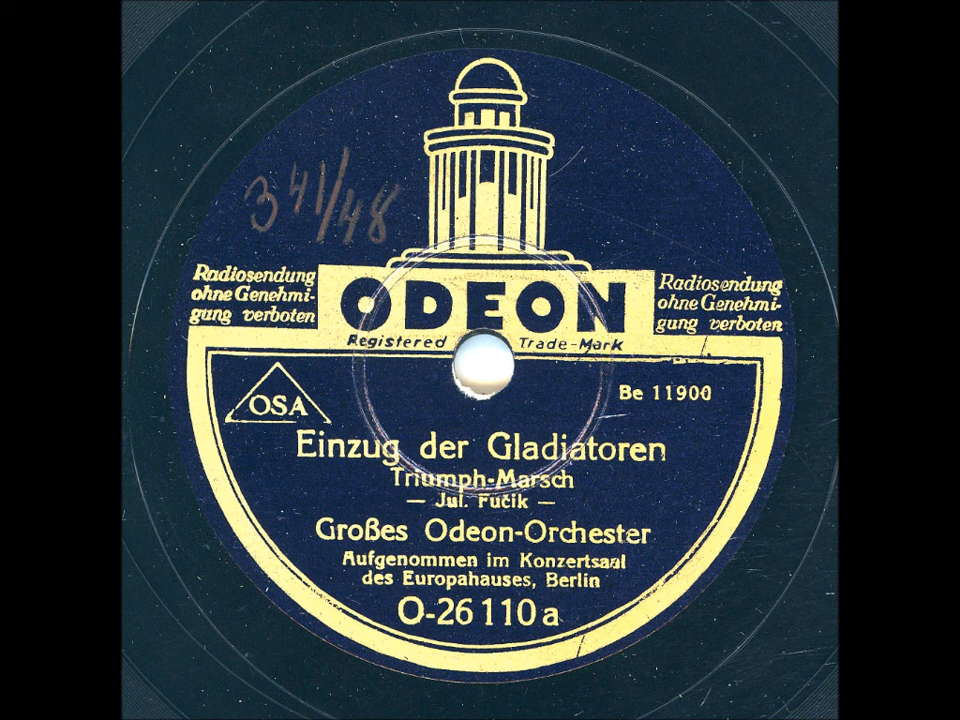 341/48
Radiosendung
ohne Genehmi-
gung verboten
ODEON
Radiosendung
ohne Genehmi-
gung verboten
Registered Trade-Mark
OSA
Be 11900
Einzug der Gladiatoren
Triumph-Marsch
— Jul. Fučik —
Großes Odeon-Orchester
Aufgenommen im Konzertsaal
des Europahauses, Berlin
O-26110a